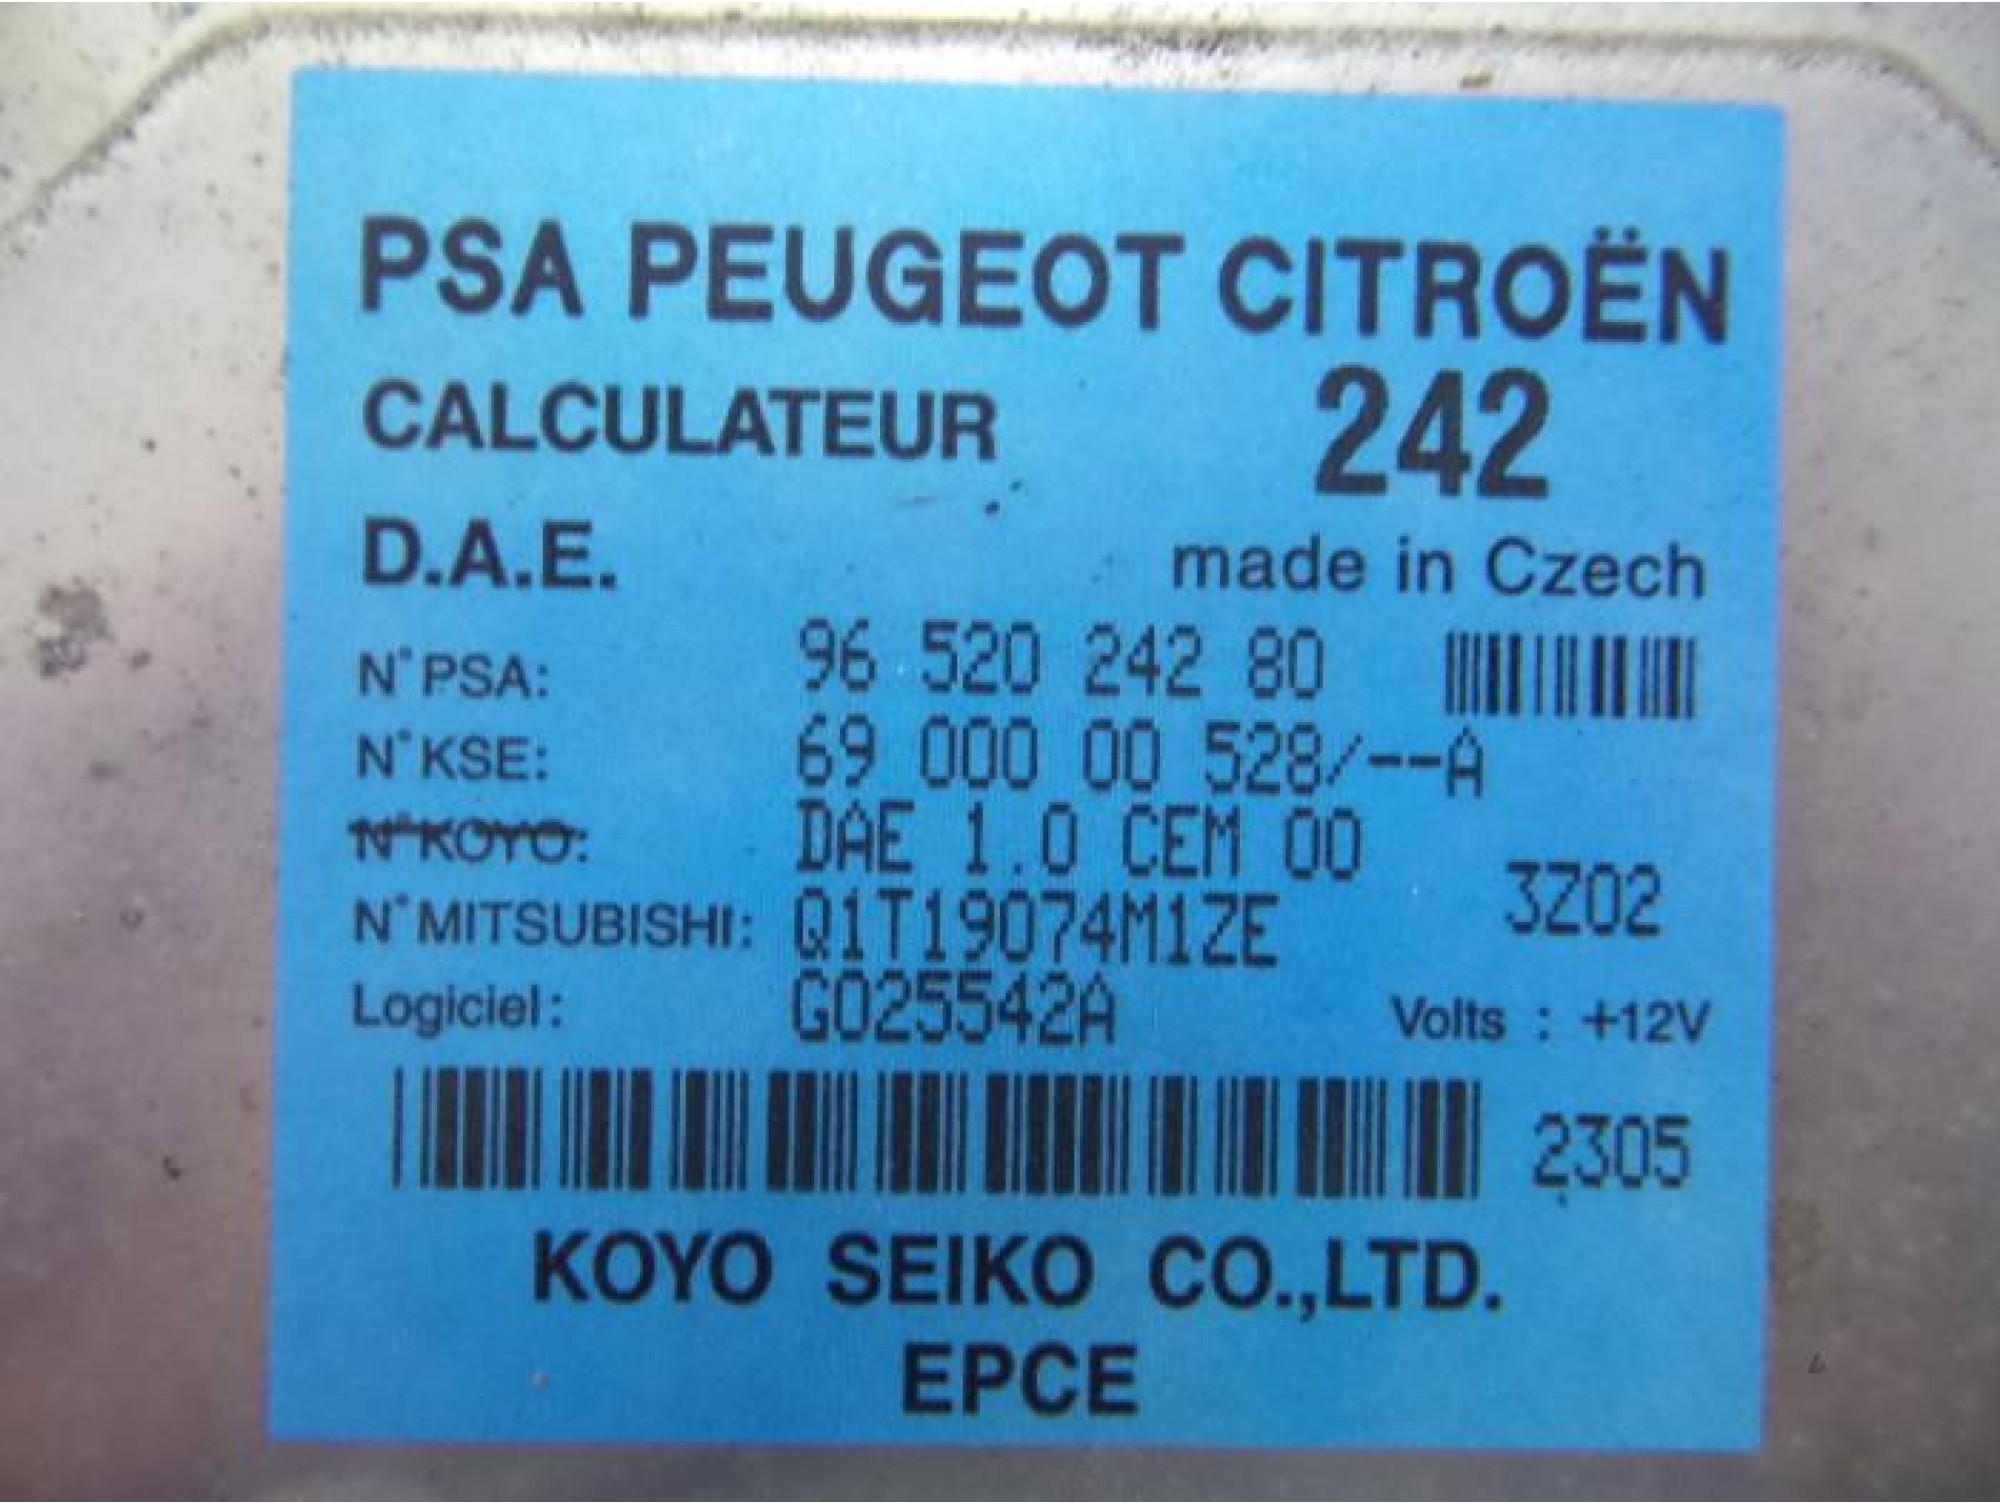 PSA PEUGEOT CITROËN
CALCULATEUR 242
D.A.E. made in Czech
N°PSA: 96 520 242 80
N°KSE: 69 000 00 528/--A
N°KOYO: DAE 1.0 CEM 00
3Z02
N°MITSUBISHI: Q1T19074M1ZE
Logiciel: G025542A Volts : +12V
2305
KOYO SEIKO CO.,LTD.
EPCE